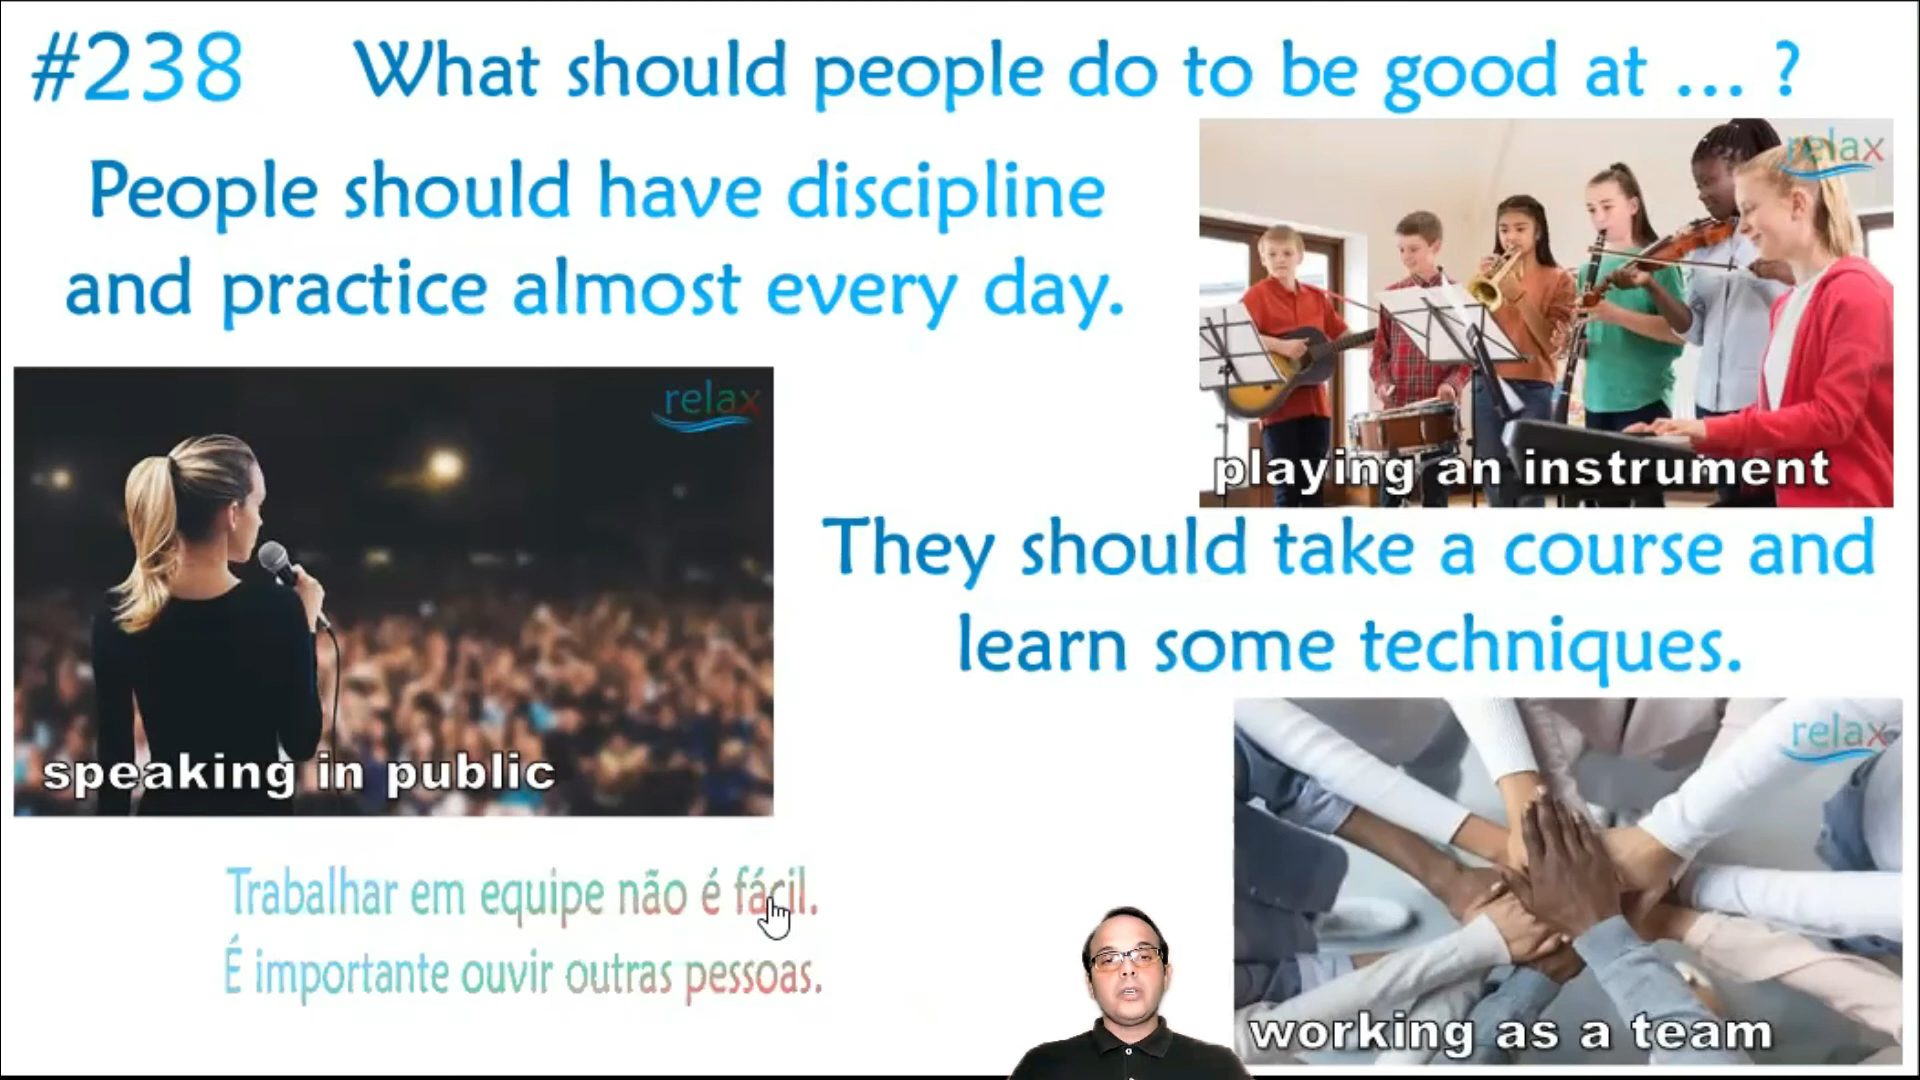 #238
What should people do to be good at ... ?
People should have discipline
and practice almost every day.
relax
playing an instrument
relax
speaking in public
They should take a course and
learn some techniques.
relax
working as a team
Trabalhar em equipe não é fácil.
É importante ouvir outras pessoas.